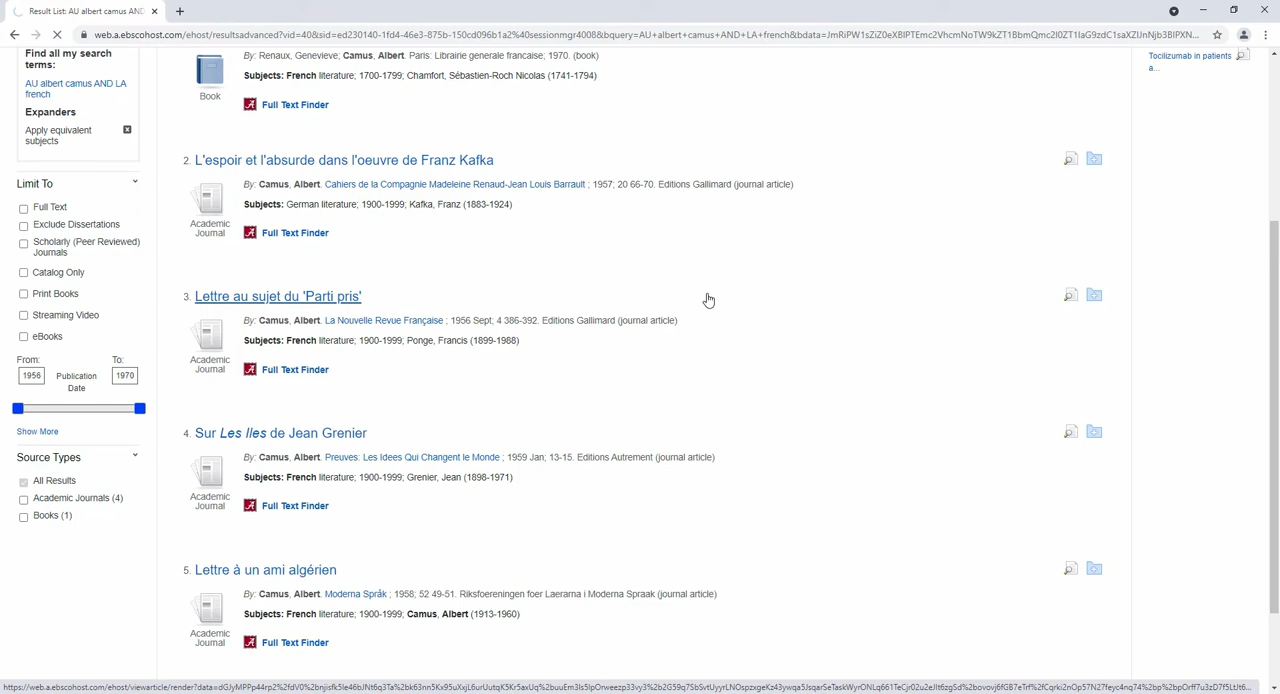 Result List: AU albert camus AND
web.a.ebscohost.com/ehost/resultsadvanced?vid=40&sid=ed230140-1fd4-46e3-875b-150cd096b1a2%40sessionmgr4008&bquery=AU+albert+camus+AND+LA+french&bdata=
Find all my search
terms:
AU albert camus AND LA
french
Expanders
Apply equivalent
subjects
Limit To
Full Text
Exclude Dissertations
Scholarly (Peer Reviewed)
Journals
Catalog Only
Print Books
Streaming Video
eBooks
From:
To:
1956
Publication
Date
1970
Show More
Source Types
All Results
Academic Journals (4)
Books (1)
By: Renaux, Genevieve; Camus, Albert. Paris: Librairie generale francaise; 1970. (book)
Subjects: French literature; 1700-1799; Chamfort, Sébastien-Roch Nicolas (1741-1794)
Book
Full Text Finder
2. L'espoir et l'absurde dans l'oeuvre de Franz Kafka
By: Camus, Albert. Cahiers de la Compagnie Madeleine Renaud-Jean Louis Barrault ; 1957; 20 66-70. Editions Gallimard (journal article)
Subjects: German literature; 1900-1999; Kafka, Franz (1883-1924)
Academic
Journal
Full Text Finder
3. Lettre au sujet du 'Parti pris'
By: Camus, Albert. La Nouvelle Revue Française ; 1956 Sept; 4 386-392. Editions Gallimard (journal article)
Subjects: French literature; 1900-1999; Ponge, Francis (1899-1988)
Academic
Journal
Full Text Finder
4. Sur Les Iles de Jean Grenier
By: Camus, Albert. Preuves: Les Idees Qui Changent le Monde ; 1959 Jan; 13-15. Editions Autrement (journal article)
Subjects: French literature; 1900-1999; Grenier, Jean (1898-1971)
Academic
Journal
Full Text Finder
5. Lettre à un ami algérien
By: Camus, Albert. Moderna Språk ; 1958; 52 49-51. Riksfoereningen foer Laerarna i Moderna Spraak (journal article)
Subjects: French literature; 1900-1999; Camus, Albert (1913-1960)
Academic
Journal
Full Text Finder
Tocilizumab in patients
a...
https://web.a.ebscohost.com/ehost/viewarticle/render?data=